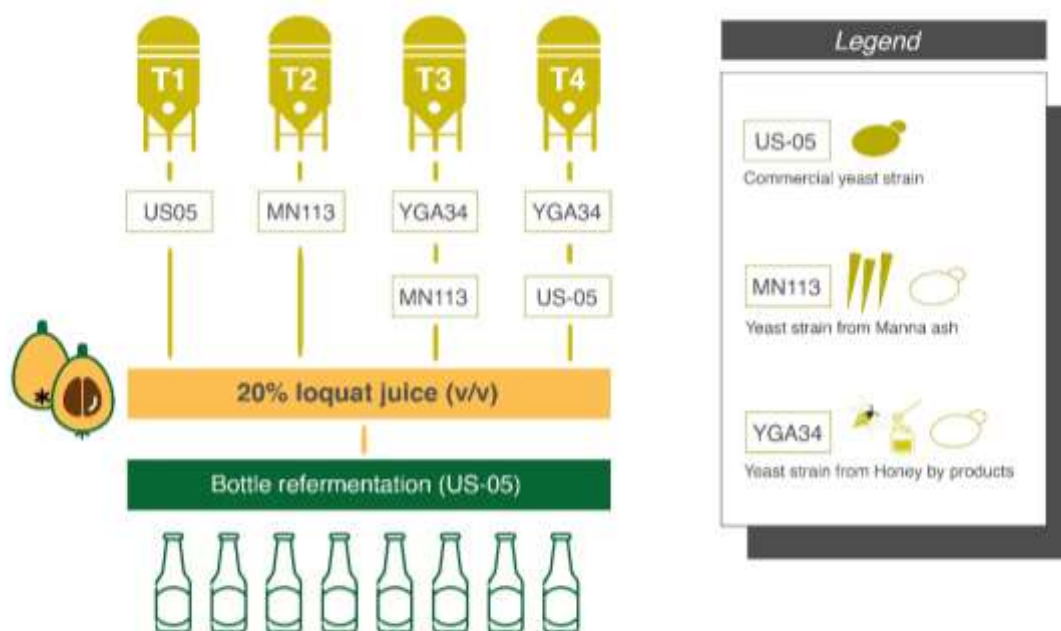 T1 T2 T3 T4
US05 MN113 YGA34 YGA34
MN113 US-05
20% loquat juice (v/v)
Bottle refermentation (US-05)
Legend
US-05
Commercial yeast strain
MN113
Yeast strain from Manna ash
YGA34
Yeast strain from Honey by products